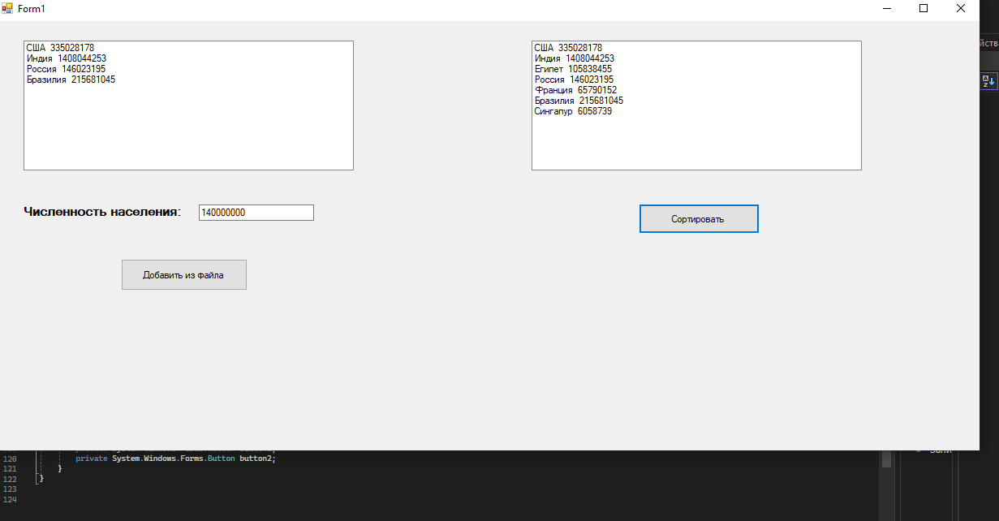 Form1
США 335028178
Индия 1408044253
Россия 146023195
Бразилия 215681045
США 335028178
Индия 1408044253
Египет 105838455
Россия 146023195
Франция 65790152
Бразилия 215681045
Сингапур 6058739
Численность населения:
140000000
Сортировать
Добавить из файла
120 private System.Windows.Forms.Button button2;
121 }
122 }
123
124